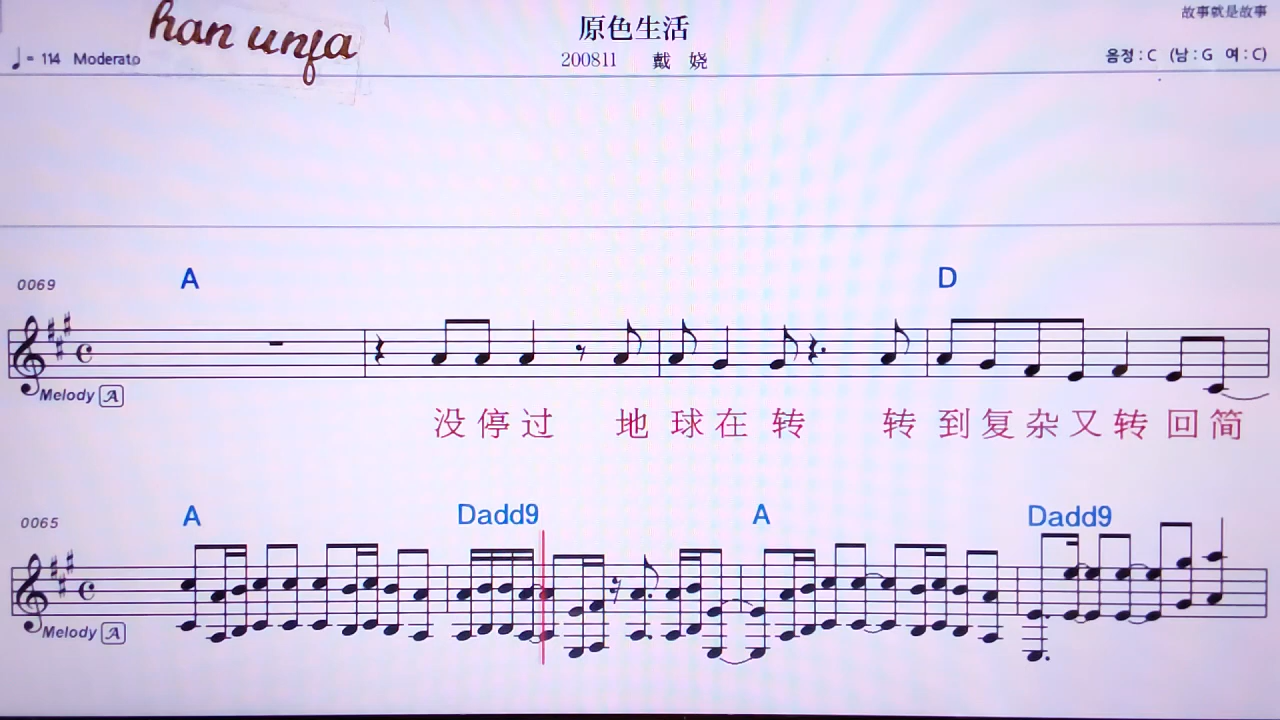 han unja
原色生活
故事就是故事
♩= 114 Moderato
200811 戴 娆
음정 : C (남 : G 여 : C)
0069
A D
Melody A
没停过 地球在转 转到复杂又转回简
0065
A Dadd9 A Dadd9
Melody A